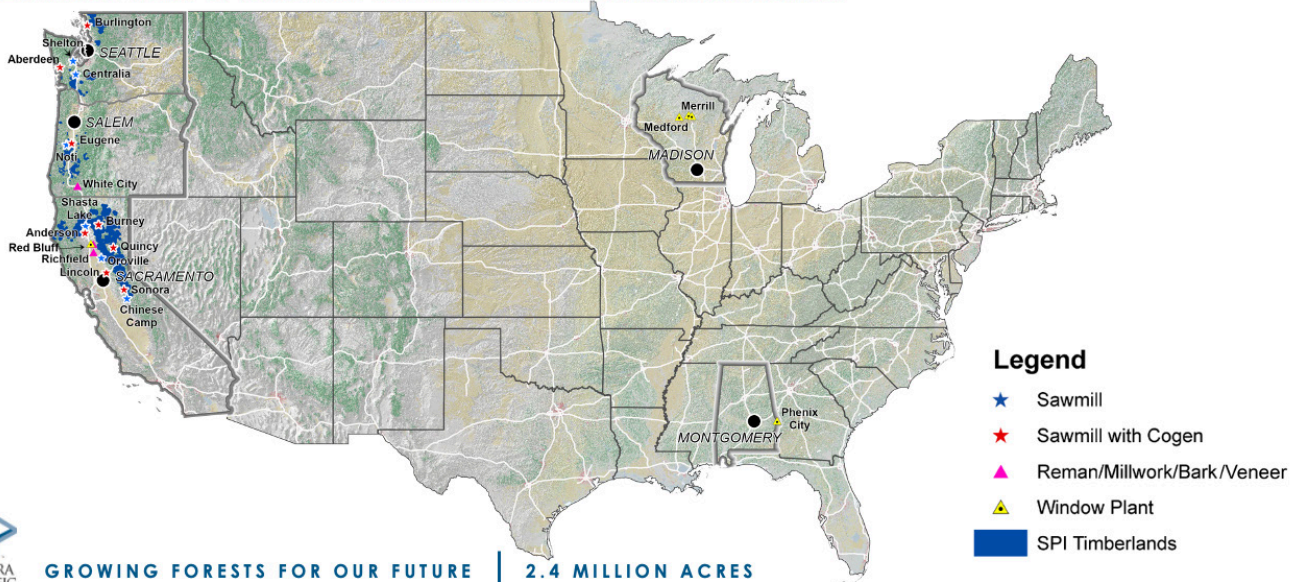 Burlington
Shelton
SEATTLE
Aberdeen
Centralia
SALEM
Eugene
Noti
White City
Shasta
Lake
Burney
Anderson
Red Bluff
Quincy
Richfield
Oroville
Lincoln
SACRAMENTO
Sonora
Chinese
Camp
Merrill
Medford
MADISON
Phenix
City
MONTGOMERY
Legend
Sawmill
Sawmill with Cogen
Reman/Millwork/Bark/Veneer
Window Plant
SPI Timberlands
GROWING FORESTS FOR OUR FUTURE | 2.4 MILLION ACRES